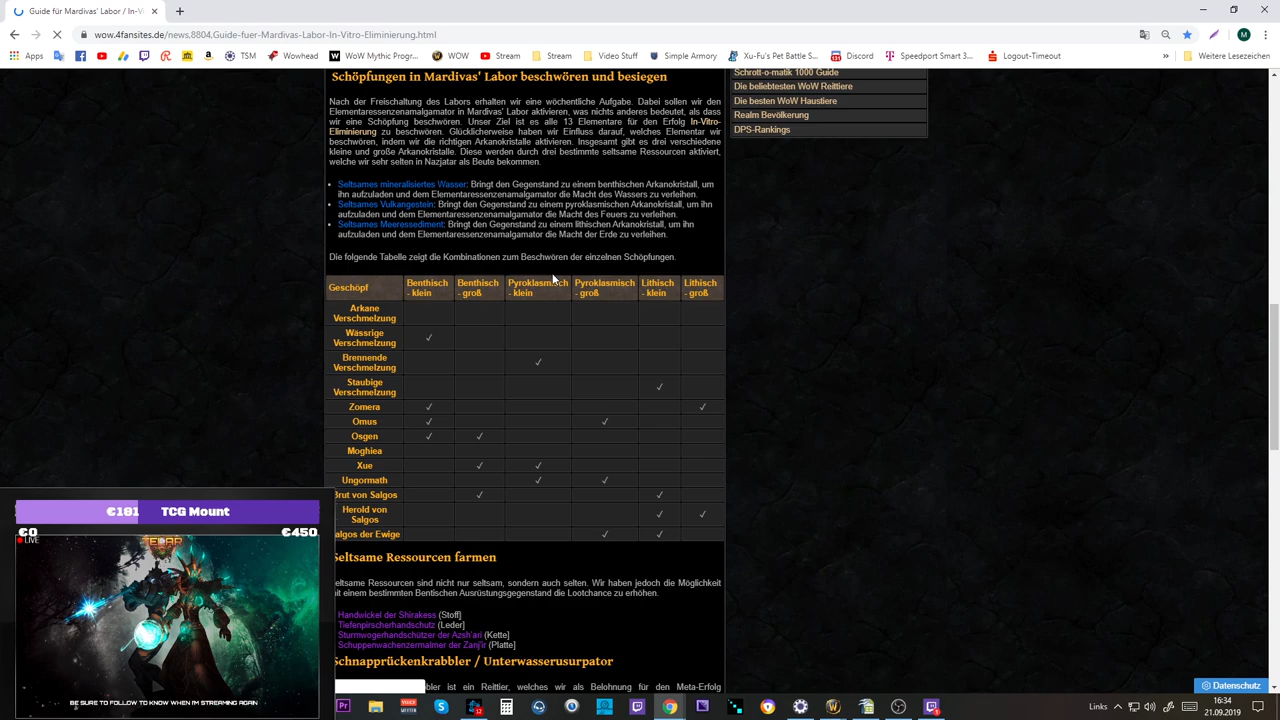 Loading - Guide für Mardivas' Labor / In-Vi
wow.4fansites.de/news,8804,Guide-fuer-Mardivas-Labor-In-Vitro-Eliminierung.html
Apps
TSM
Wowhead
WoW Mythic Progr...
WOW
Stream
Stream
Video Stuff
Simple Armory
Xu-Fu's Pet Battle S...
Discord
Speedport Smart 3...
Logout-Timeout
»
Weitere Lesezeichen
Schöpfungen in Mardivas' Labor beschwören und besiegen
Nach der Freischaltung des Labors erhalten wir eine wöchentliche Aufgabe. Dabei sollen wir den
Elementaressenzenamalgamator in Mardivas' Labor aktivieren, was nichts anderes bedeutet, als dass
wir eine Schöpfung beschwören. Unser Ziel ist es alle 13 Elementare für den Erfolg In-Vitro-
Eliminierung zu beschwören. Glücklicherweise haben wir Einfluss darauf, welches Elementar wir
beschwören, indem wir die richtigen Arkanokristalle aktivieren. Insgesamt gibt es drei verschiedene
kleine und große Arkanokristalle. Diese werden durch drei bestimmte seltsame Ressourcen aktiviert,
welche wir sehr selten in Nazjatar als Beute bekommen.
• Seltsames mineralisiertes Wasser: Bringt den Gegenstand zu einem benthischen Arkanokristall, um
ihn aufzuladen und dem Elementaressenzenamalgamator die Macht des Wassers zu verleihen.
• Seltsames Vulkangestein: Bringt den Gegenstand zu einem pyroklasmischen Arkanokristall, um ihn
aufzuladen und dem Elementaressenzenamalgamator die Macht des Feuers zu verleihen.
• Seltsames Meeressediment: Bringt den Gegenstand zu einem lithischen Arkanokristall, um ihn
aufzuladen und dem Elementaressenzenamalgamator die Macht der Erde zu verleihen.
Die folgende Tabelle zeigt die Kombinationen zum Beschwören der einzelnen Schöpfungen.
Geschöpf Benthisch - klein Benthisch - groß Pyroklasmisch - klein Pyroklasmisch - groß Lithisch - klein Lithisch - groß
Arkane Verschmelzung
Wässrige Verschmelzung ✓
Brennende Verschmelzung ✓
Staubige Verschmelzung ✓
Zomera ✓ ✓
Omus ✓ ✓
Osgen ✓ ✓
Moghiea
Xue ✓ ✓
Ungormath ✓ ✓
Brut von Salgos ✓ ✓
Herold von Salgos ✓ ✓
algos der Ewige ✓ ✓
Seltsame Ressourcen farmen
eltsame Ressourcen sind nicht nur seltsam, sondern auch selten. Wir haben jedoch die Möglichkeit
it einem bestimmten Bentischen Ausrüstungsgegenstand die Lootchance zu erhöhen.
Handwickel der Shirakess (Stoff]
Tiefenpirscherhandschutz (Leder]
Sturmwogerhandschützer der Azsh'ari (Kette]
Schuppenwachenzermalmer der Zanj'ir (Platte]
Schnapprückenkrabbler / Unterwasserusurpator
bler ist ein Reittier, welches wir als Belohnung für den Meta-Erfolg
Schrott-o-matik 1000 Guide
Die beliebtesten WoW Reittiere
Die besten WoW Haustiere
Realm Bevölkerung
DPS-Rankings
€181 TCG Mount
€0 €450
LIVE
BE SURE TO FOLLOW TO KNOW WHEN I'M STREAMING AGAIN
Datenschutz
Links
16:34
21.09.2019